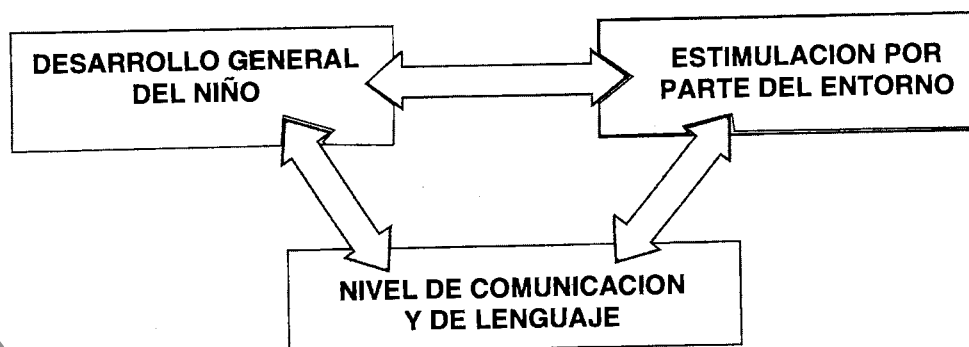 DESARROLLO GENERAL
DEL NIÑO
ESTIMULACION POR
PARTE DEL ENTORNO
NIVEL DE COMUNICACION
Y DE LENGUAJE